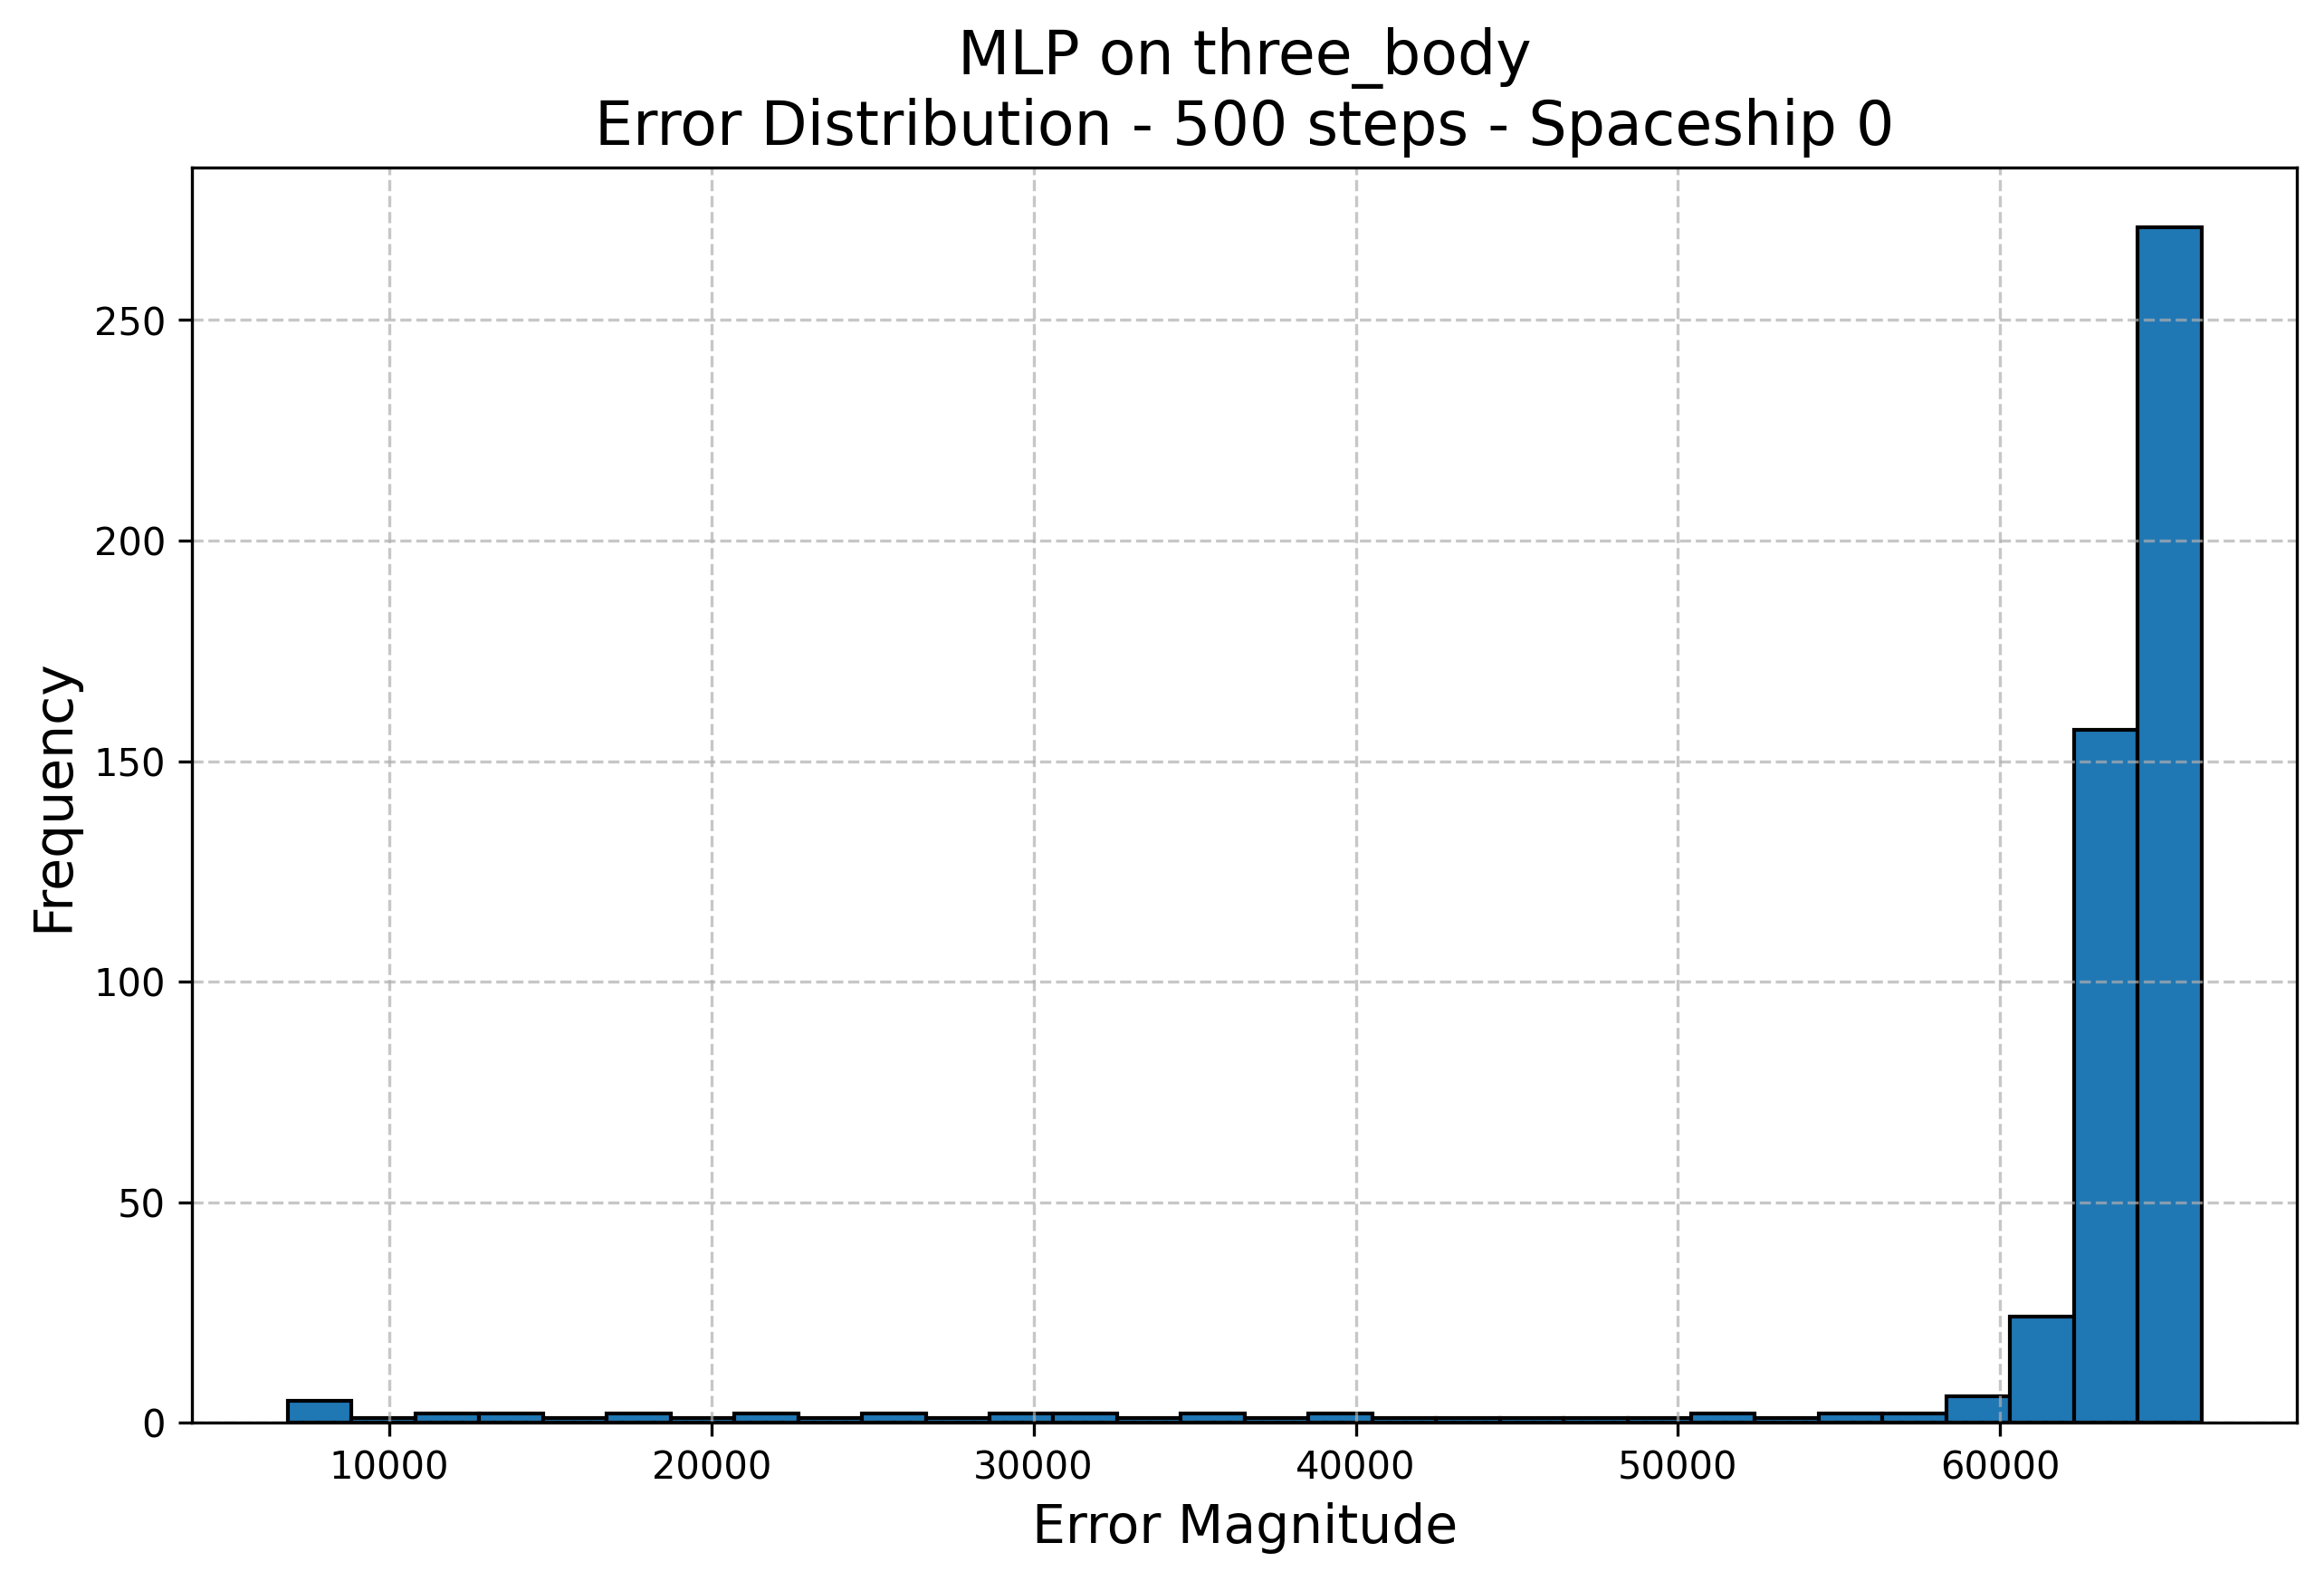 MLP on three_body
Error Distribution - 500 steps - Spaceship 0
Frequency
250
200
150
100
50
0
10000 20000 30000 40000 50000 60000
Error Magnitude